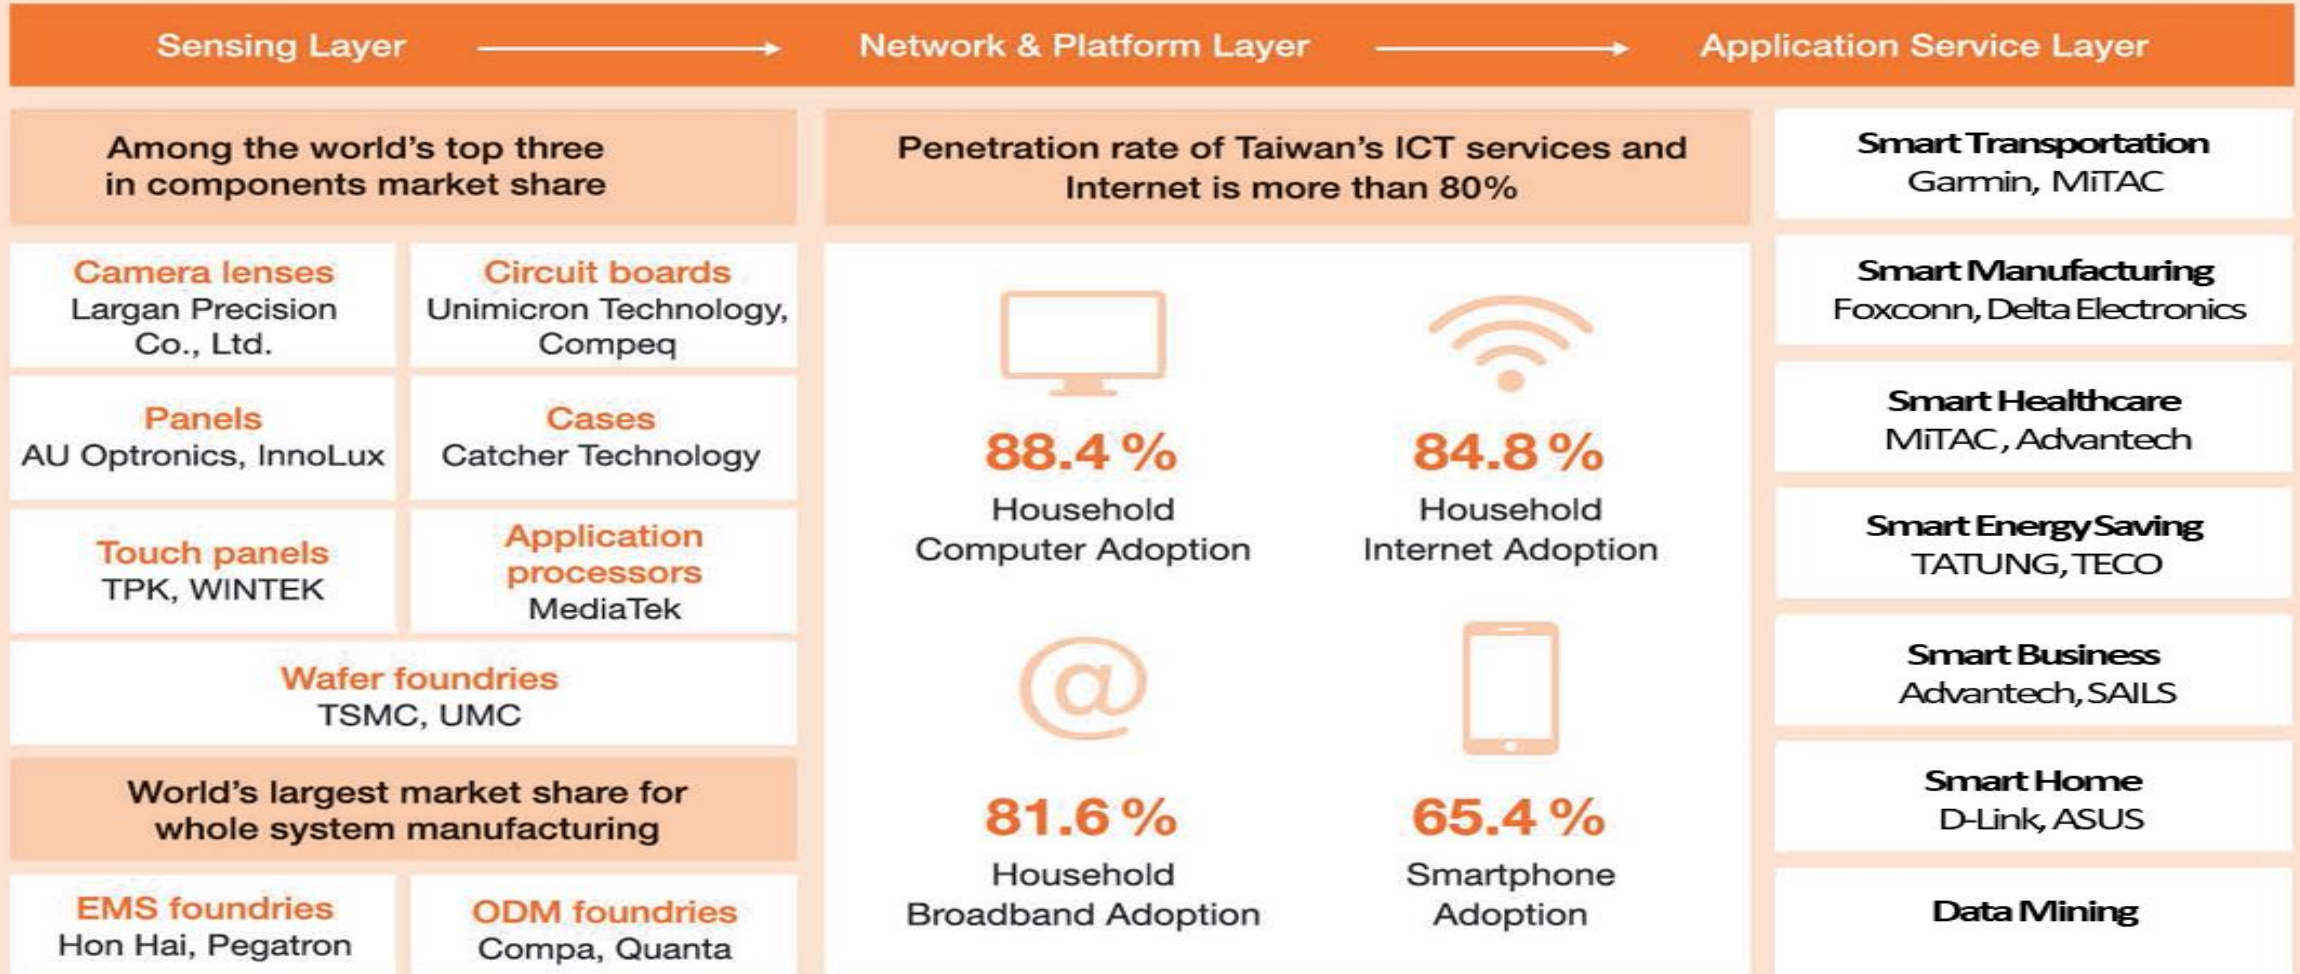 Sensing Layer
Network & Platform Layer
Application Service Layer
Among the world's top three
in components market share
Camera lenses
Largan Precision
Co., Ltd.
Circuit boards
Unimicron Technology,
Compeq
Panels
AU Optronics, InnoLux
Cases
Catcher Technology
Touch panels
TPK, WINTEK
Application
processors
MediaTek
Wafer foundries
TSMC, UMC
World's largest market share for
whole system manufacturing
EMS foundries
Hon Hai, Pegatron
ODM foundries
Compa, Quanta
Penetration rate of Taiwan's ICT services and
Internet is more than 80%
88.4%
Household
Computer Adoption
84.8%
Household
Internet Adoption
@
81.6%
Household
Broadband Adoption
65.4%
Smartphone
Adoption
Smart Transportation
Garmin, MiTAC
Smart Manufacturing
Foxconn, Delta Electronics
Smart Healthcare
MiTAC, Advantech
Smart Energy Saving
TATUNG, TECO
Smart Business
Advantech, SAILS
Smart Home
D-Link, ASUS
Data Mining